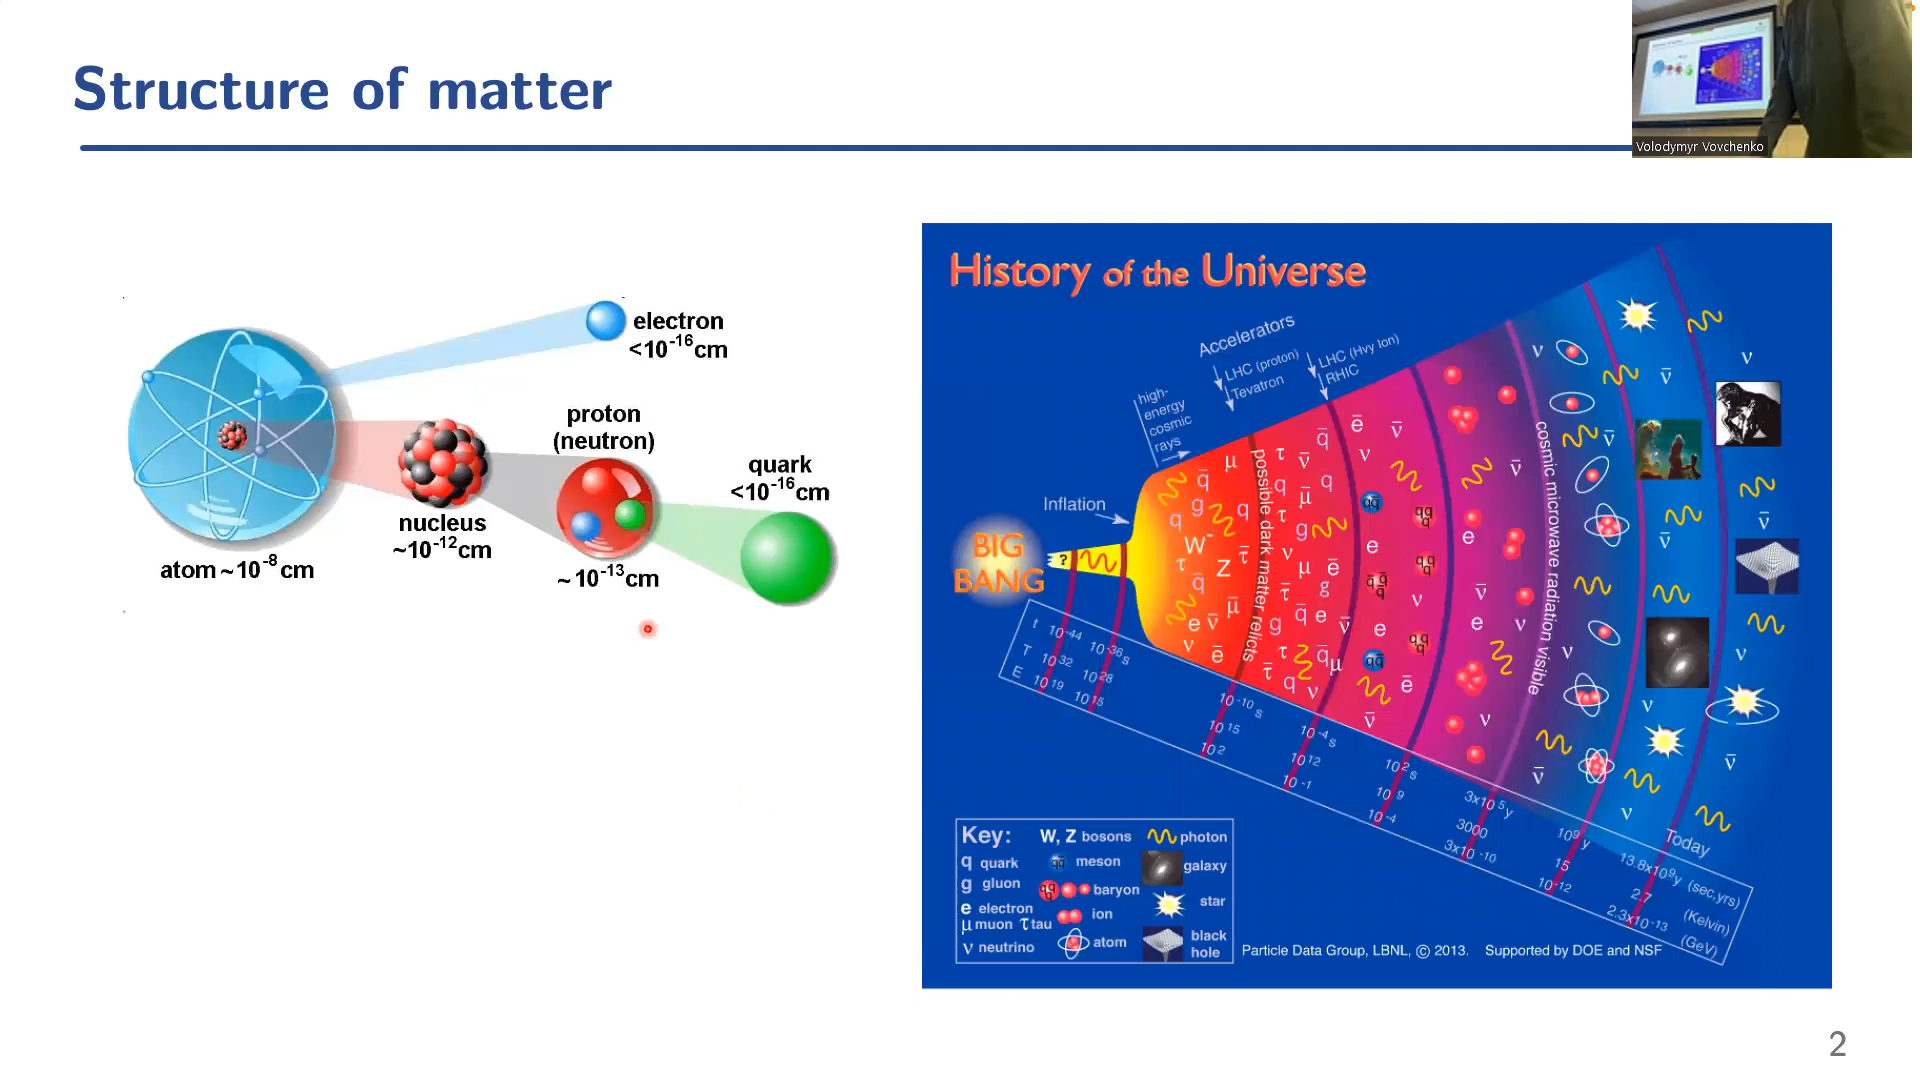 Structure of matter
Volodymyr Vovchenko
electron
<10-16cm
proton
(neutron)
quark
<10-16cm
nucleus
~10-12cm
atom ~10-8 cm
~ 10-13cm
History of the Universe
Accelerators
LHC (proton)
Tevatron
LHC (Hvy Ion)
RHIC
high-
energy
cosmic
rays
Inflation
BIG
BANG
?
possible dark matter relicts
cosmic microwave radiation visible
t 10-44 10-36s 10-10 s 10-4 s 102 s 3x105 y 109 y 13.8x109y (sec,yrs)
T 1032 1028 1015 1012 109 3000 15 2.7 (Kelvin)
E 1019 1015 102 10-1 10-4 3x10-10 10-12 2.3x10-13 (GeV)
Today
Key:
W, Z bosons
photon
q quark
meson
galaxy
g gluon
baryon
e electron
ion
star
μ muon τ tau
ν neutrino
atom
black
hole
Particle Data Group, LBNL, © 2013. Supported by DOE and NSF
2